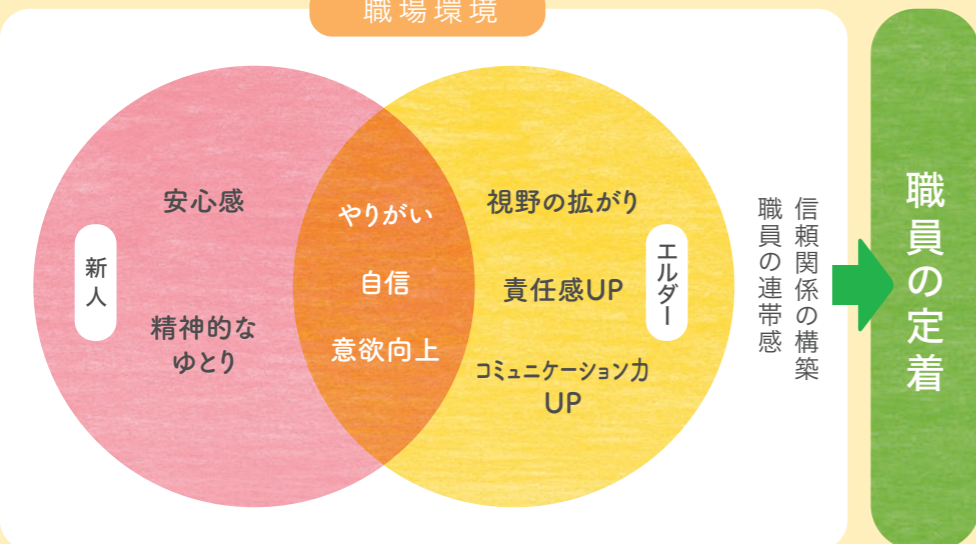 職場環境
新人
安心感
精神的な
ゆとり
やりがい
自信
意欲向上
視野の拡がり
責任感UP
コミュニケーション力
UP
エルダー
信頼関係の構築
職員の連帯感
職員の定着